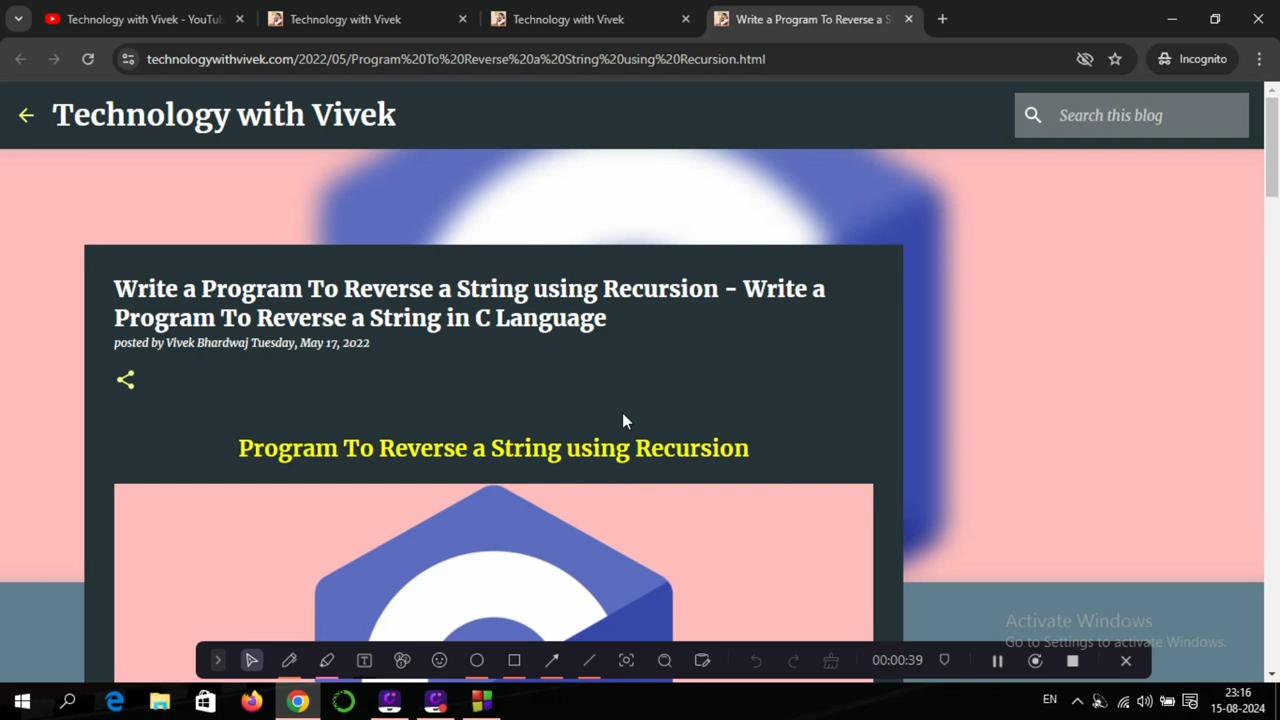 Technology with Vivek - YouTu
Technology with Vivek
Technology with Vivek
Write a Program To Reverse a S
technologywithvivek.com/2022/05/Program%20To%20Reverse%20a%20String%20using%20Recursion.html
Incognito
Technology with Vivek
Search this blog
Write a Program To Reverse a String using Recursion - Write a
Program To Reverse a String in C Language
posted by Vivek Bhardwaj Tuesday, May 17, 2022
Program To Reverse a String using Recursion
Activate Windows
Go to Settings to activate Windows.
00:00:39
EN
23:16
15-08-2024